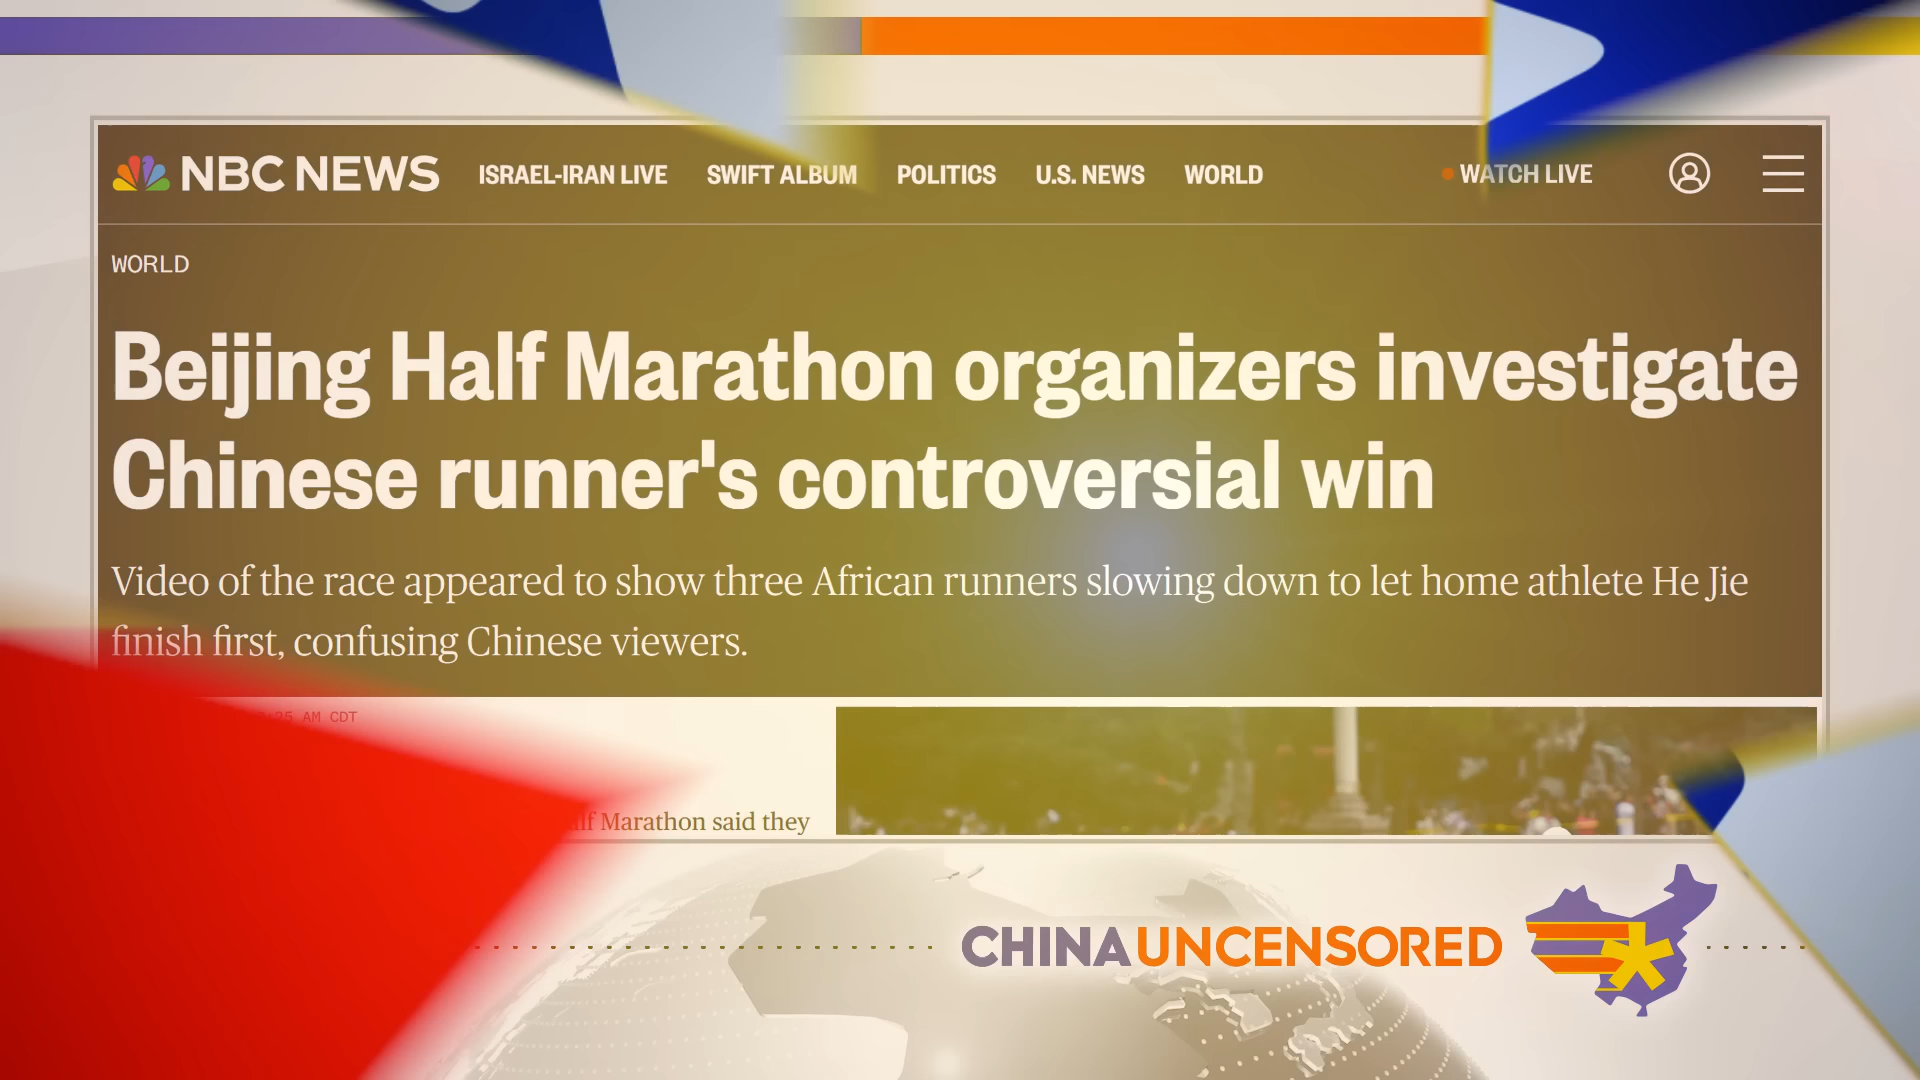 NBC NEWS ISRAEL-IRAN LIVE SWIFT ALBUM POLITICS U.S. NEWS WORLD WATCH LIVE
WORLD
Beijing Half Marathon organizers investigate
Chinese runner's controversial win
Video of the race appeared to show three African runners slowing down to let home athlete He Jie
finish first, confusing Chinese viewers.
AM CDT
Marathon said they
CHINA UNCENSORED